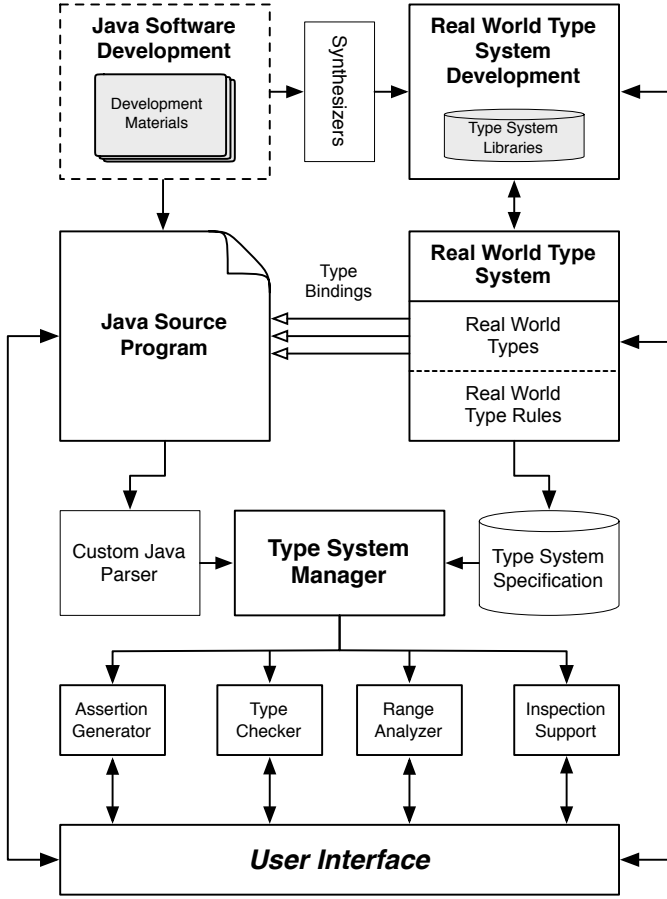 Java Software
Development
Development
Materials
Synthesizers
Real World Type
System
Development
Type System
Libraries
Java Source
Program
Type
Bindings
Real World Type
System
Real World
Types
Real World
Type Rules
Custom Java
Parser
Type System
Manager
Type System
Specification
Assertion
Generator
Type
Checker
Range
Analyzer
Inspection
Support
User Interface